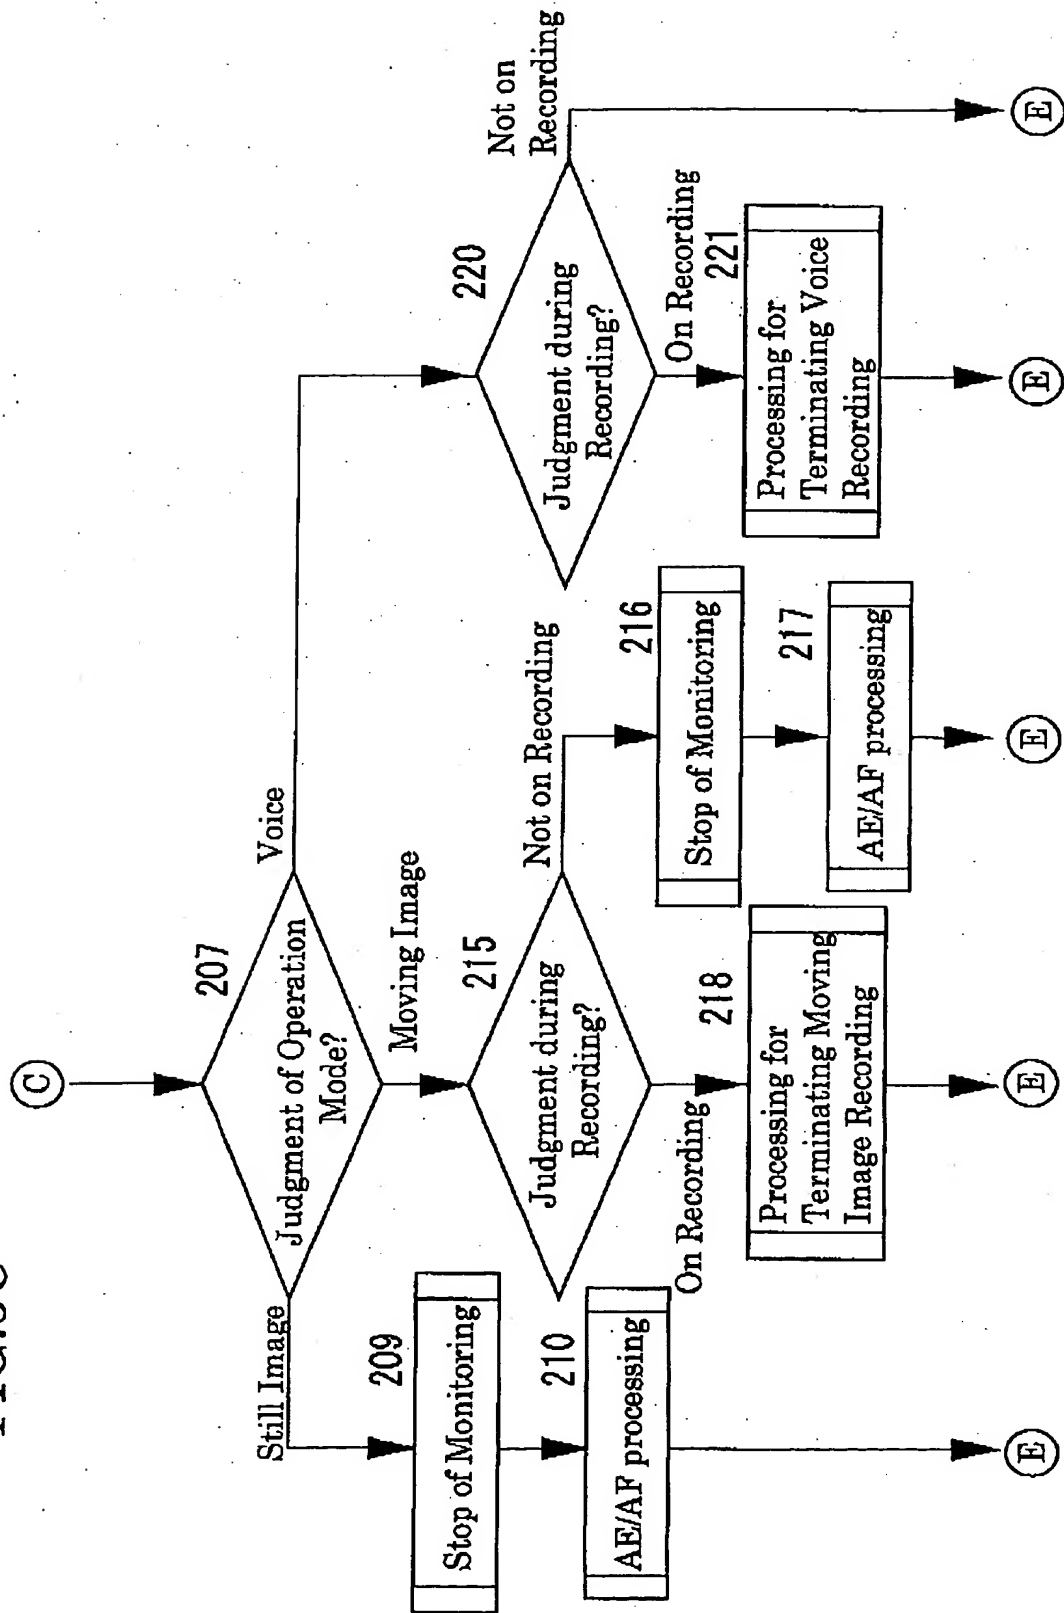 C
207
Judgment of Operation
Mode?
Still Image
Moving Image
Voice
209
Stop of Monitoring
210
AE/AF processing
E
215
Judgment during
Recording?
On Recording
Not on Recording
218
Processing for
Terminating Moving
Image Recording
E
216
Stop of Monitoring
217
AE/AF processing
E
220
Judgment during
Recording?
On Recording
Not on
Recording
221
Processing for
Terminating Voice
Recording
E
E